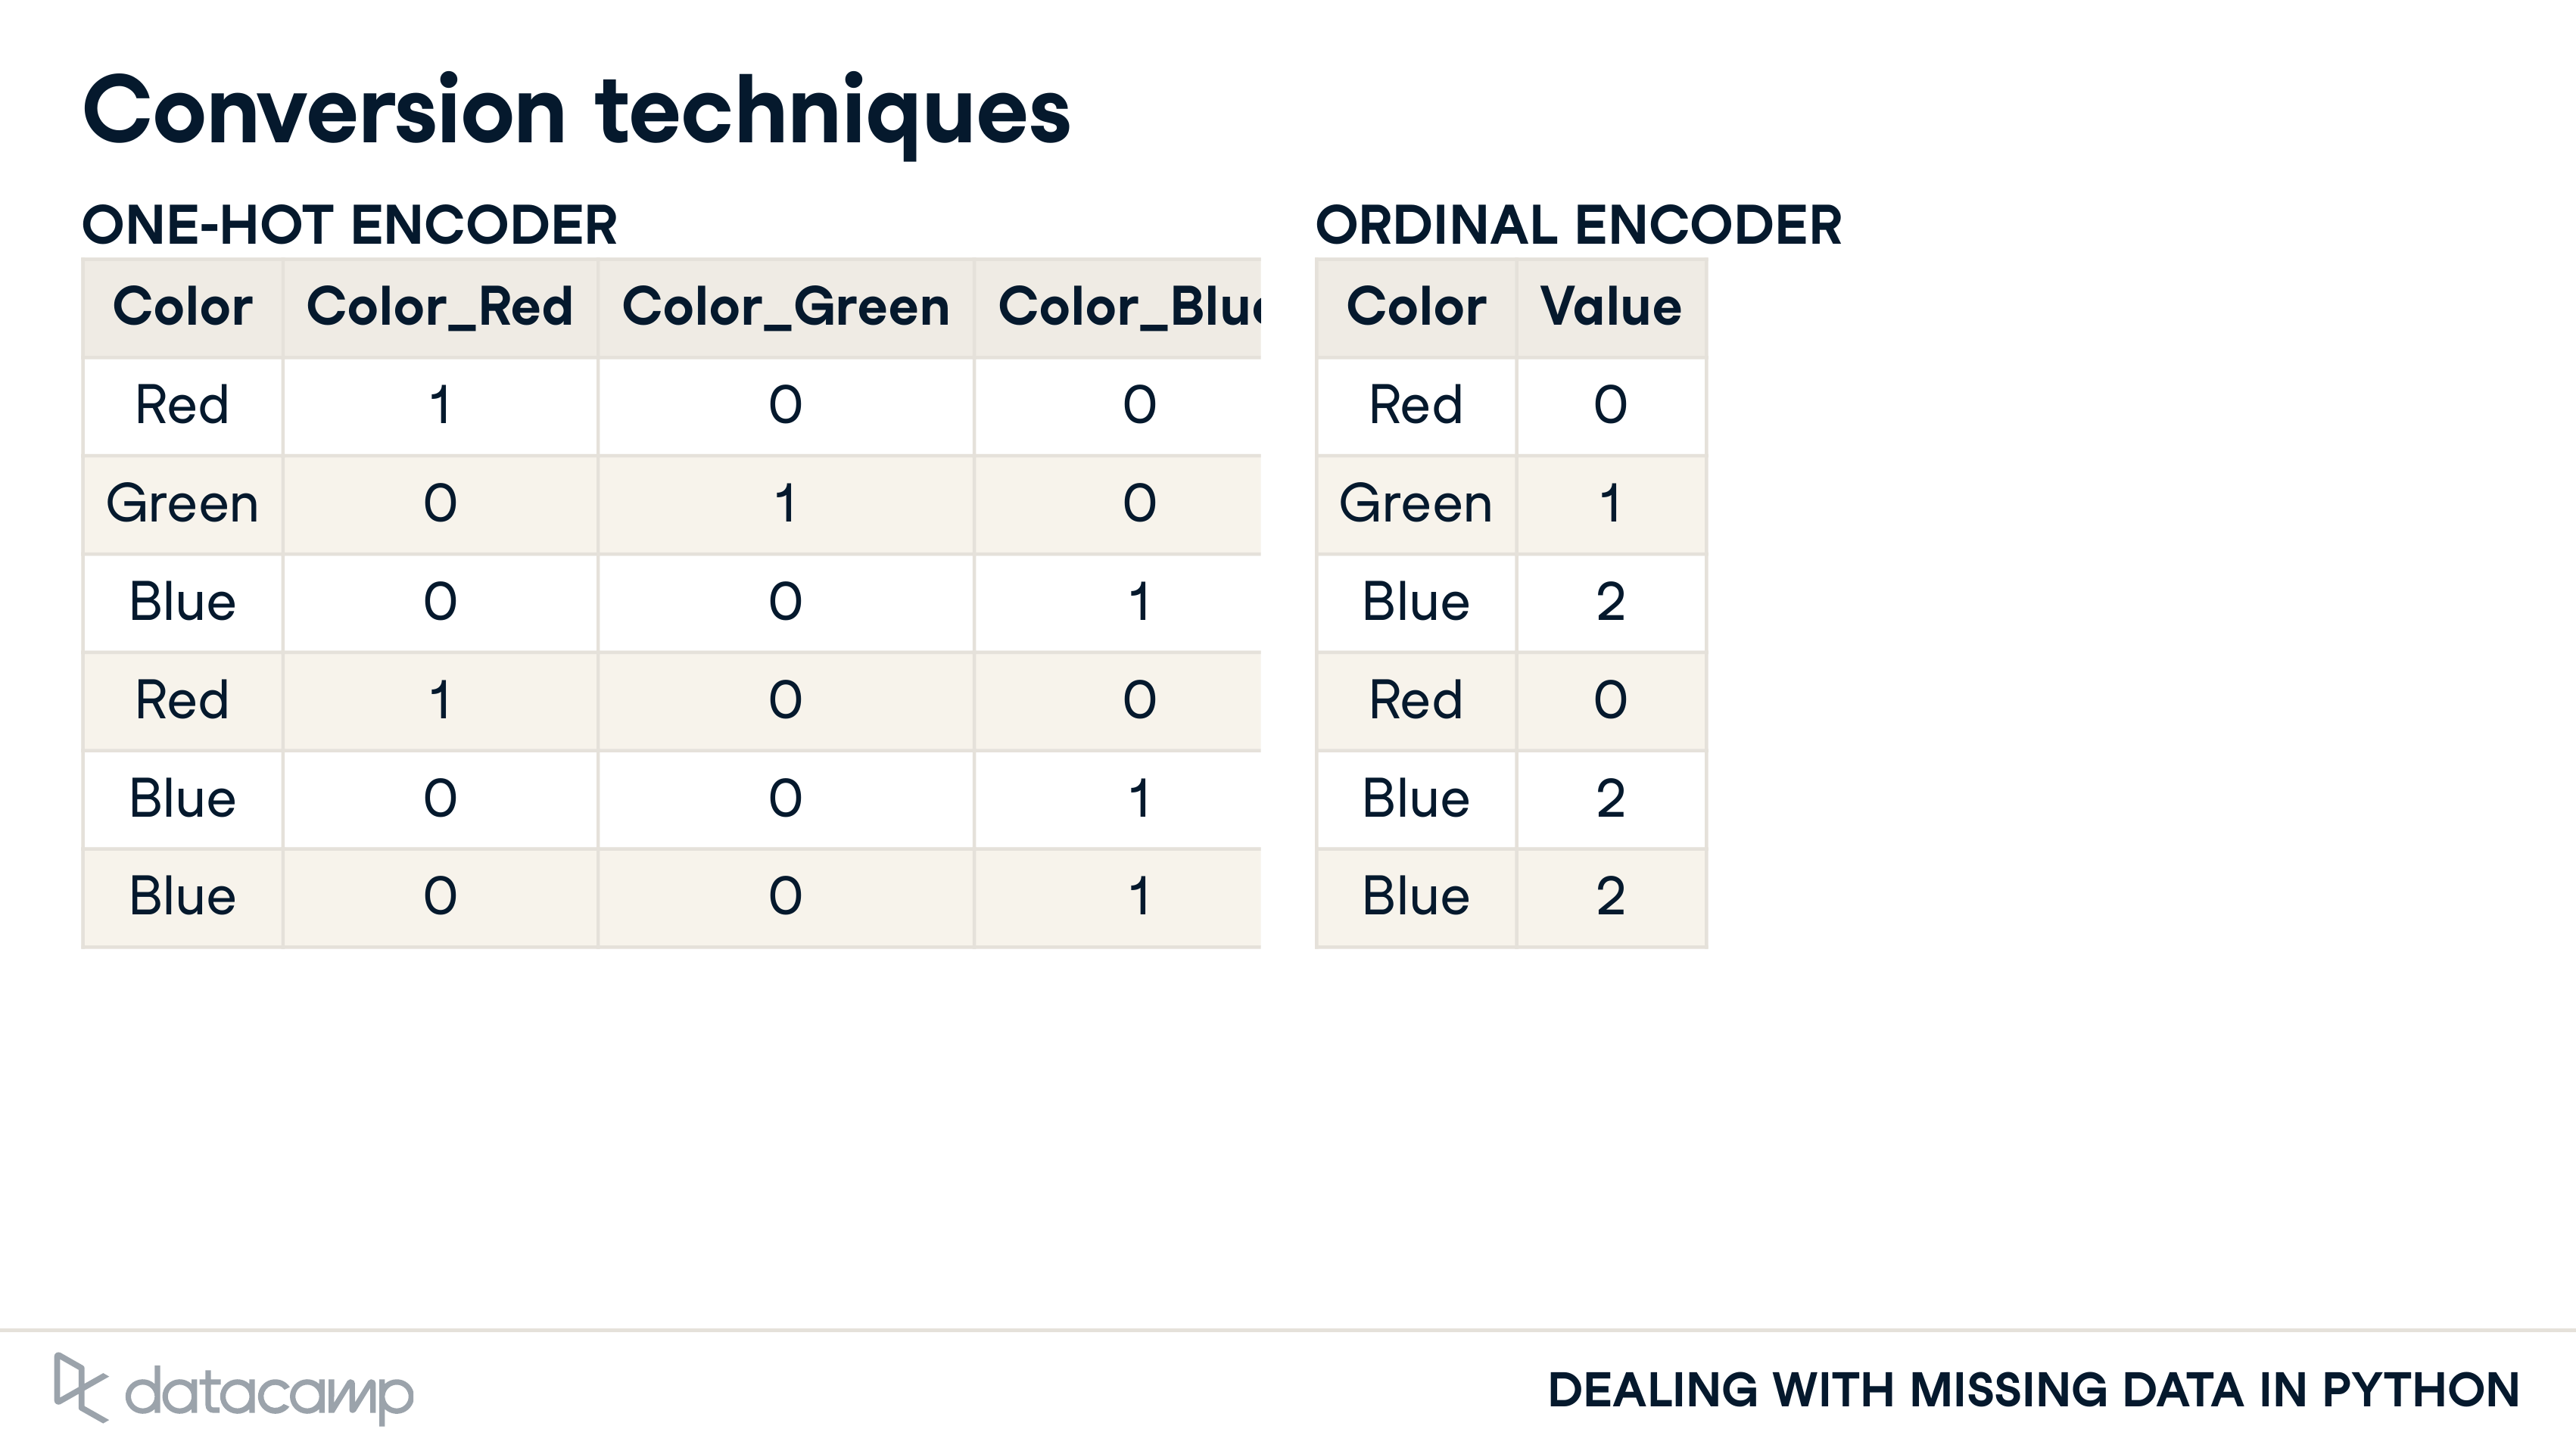 Conversion techniques
ONE-HOT ENCODER
Color Color_Red Color_Green Color_Blu
Red 1 0 0
Green 0 1 0
Blue 0 0 1
Red 1 0 0
Blue 0 0 1
Blue 0 0 1
ORDINAL ENCODER
Color Value
Red 0
Green 1
Blue 2
Red 0
Blue 2
Blue 2
datacamp
DEALING WITH MISSING DATA IN PYTHON